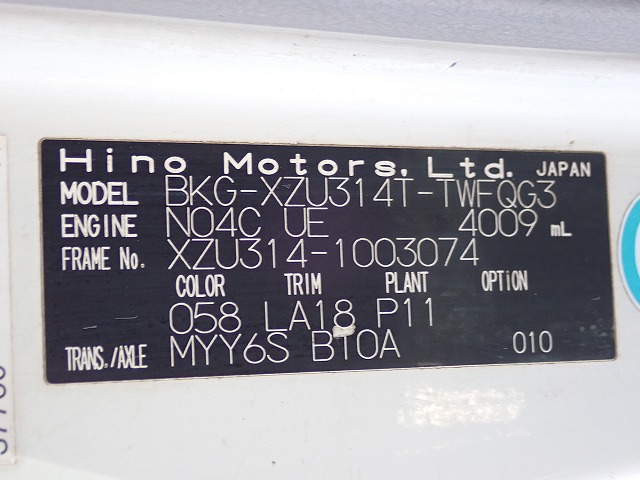 Hino Motors, Ltd. JAPAN
MODEL BKG-XZU314T-TWFQG3
ENGINE N04C UE 4009 mL
FRAME No. XZU314-1003074
COLOR TRIM PLANT OPTiON
058 LA18 P11
TRANS./AXLE MYY6S B10A 010